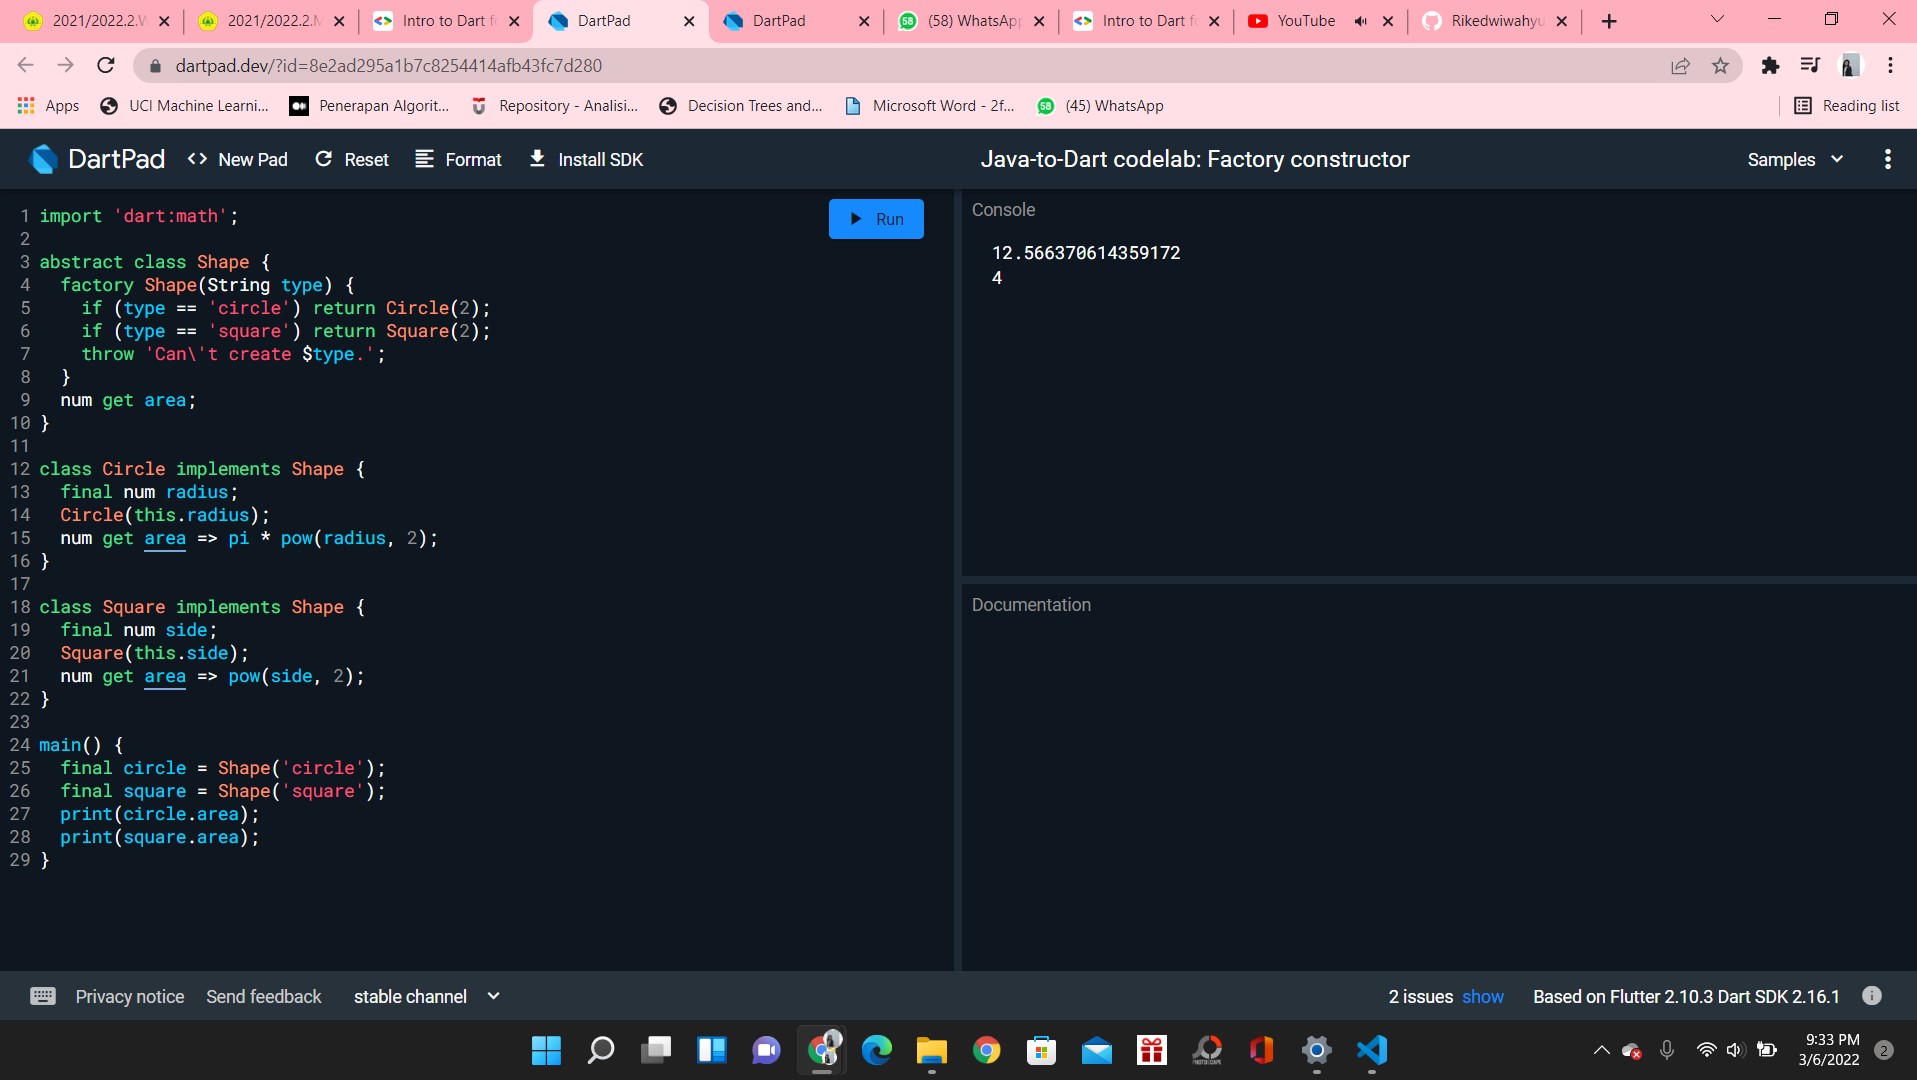 2021/2022.2.W
2021/2022.2.M
Intro to Dart fo
DartPad
DartPad
(58) WhatsApp
Intro to Dart fo
YouTube
Rikedwiwahyu
dartpad.dev/?id=8e2ad295a1b7c8254414afb43fc7d280
Apps
UCI Machine Learni...
Penerapan Algorit...
Repository - Analisi...
Decision Trees and...
Microsoft Word - 2f...
(45) WhatsApp
Reading list
DartPad
<> New Pad
Reset
Format
Install SDK
Java-to-Dart codelab: Factory constructor
Samples
Run
1 import 'dart:math';
2
3 abstract class Shape {
4 factory Shape(String type) {
5 if (type == 'circle') return Circle(2);
6 if (type == 'square') return Square(2);
7 throw 'Can\'t create $type.';
8 }
9 num get area;
10 }
11
12 class Circle implements Shape {
13 final num radius;
14 Circle(this.radius);
15 num get area => pi * pow(radius, 2);
16 }
17
18 class Square implements Shape {
19 final num side;
20 Square(this.side);
21 num get area => pow(side, 2);
22 }
23
24 main() {
25 final circle = Shape('circle');
26 final square = Shape('square');
27 print(circle.area);
28 print(square.area);
29 }
Console
12.566370614359172
4
Documentation
Privacy notice
Send feedback
stable channel
2 issues show
Based on Flutter 2.10.3 Dart SDK 2.16.1
9:33 PM
3/6/2022
2